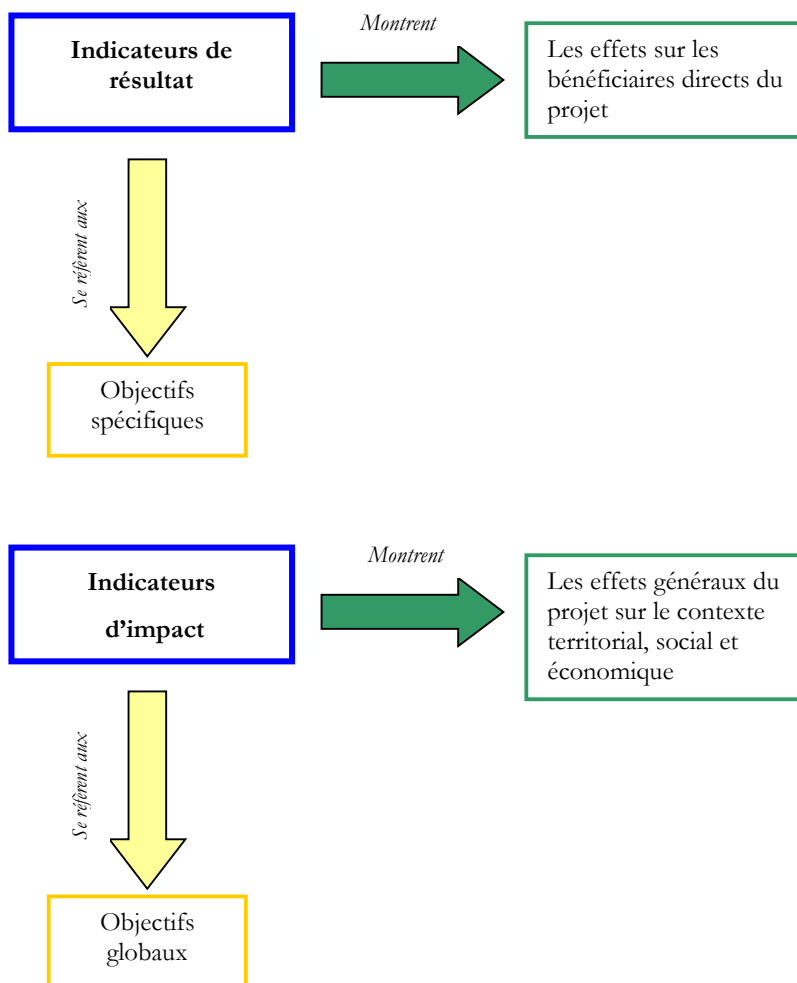 Montrent
Indicateurs de
résultat
Les effets sur les
bénéficiaires directs du
projet
Se réfèrent aux
Objectifs
spécifiques
Montrent
Indicateurs
d’impact
Les effets généraux du
projet sur le contexte
territorial, social et
économique
Se réfèrent aux
Objectifs
globaux